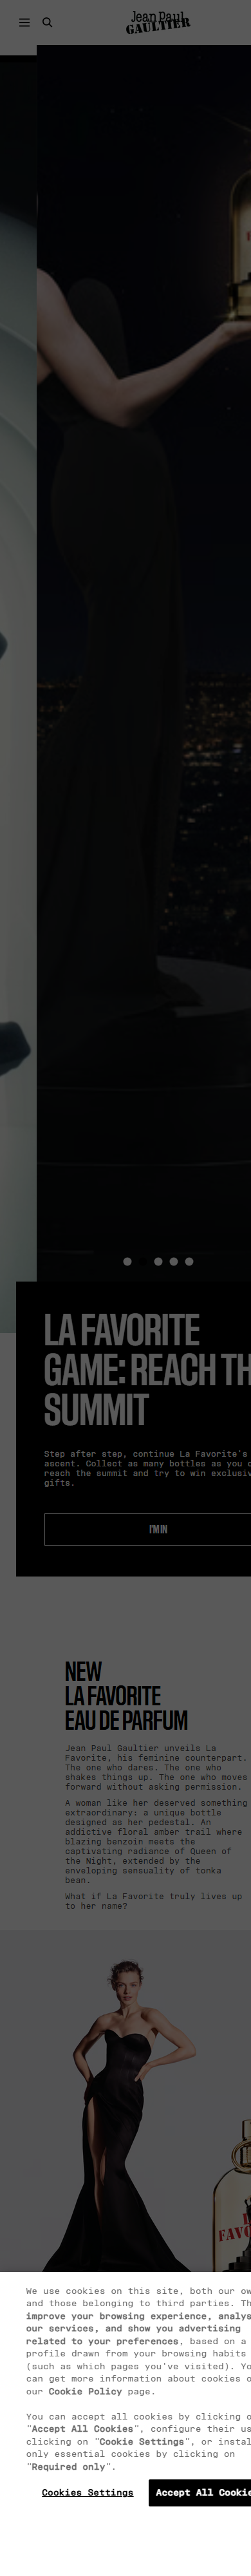 Jean Paul
GAULTIER
LA FAVORITE
GAME: REACH TH
SUMMIT
Step after step, continue La Favorite's
ascent. Collect as many bottles as you c
reach the summit and try to win exclusiv
gifts.
I'M IN
NEW
LA FAVORITE
EAU DE PARFUM
Jean Paul Gaultier unveils La
Favorite, his feminine counterpart.
The one who dares. The one who
shakes things up. The one who moves
forward without asking permission.
A woman like her deserved something
extraordinary: a unique bottle
designed as her pedestal. An
addictive floral amber trail where
blazing benzoin meets the
captivating radiance of Queen of
the Night, extended by the
enveloping sensuality of tonka
bean.
What if La Favorite truly lives up
to her name?
FAVO
We use cookies on this site, both our ow
and those belonging to third parties. Th
improve your browsing experience, analys
our services, and show you advertising
related to your preferences, based on a
profile drawn from your browsing habits
(such as which pages you've visited). Yo
can get more information about cookies o
our Cookie Policy page.
You can accept all cookies by clicking o
"Accept All Cookies", configure their us
clicking on "Cookie Settings", or instal
only essential cookies by clicking on
"Required only".
Cookies Settings
Accept All Cookie